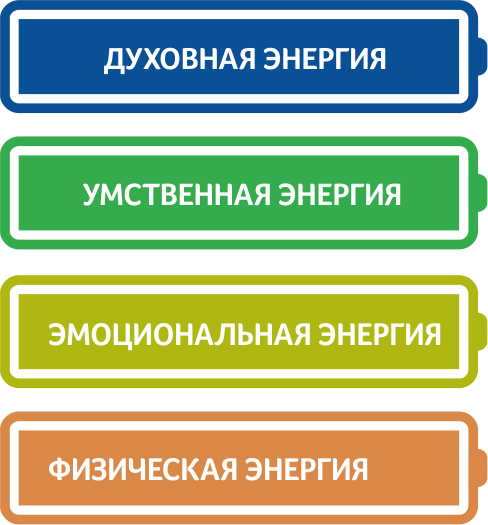 ДУХОВНАЯ ЭНЕРГИЯ
УМСТВЕННАЯ ЭНЕРГИЯ
ЭМОЦИОНАЛЬНАЯ ЭНЕРГИЯ
ФИЗИЧЕСКАЯ ЭНЕРГИЯ